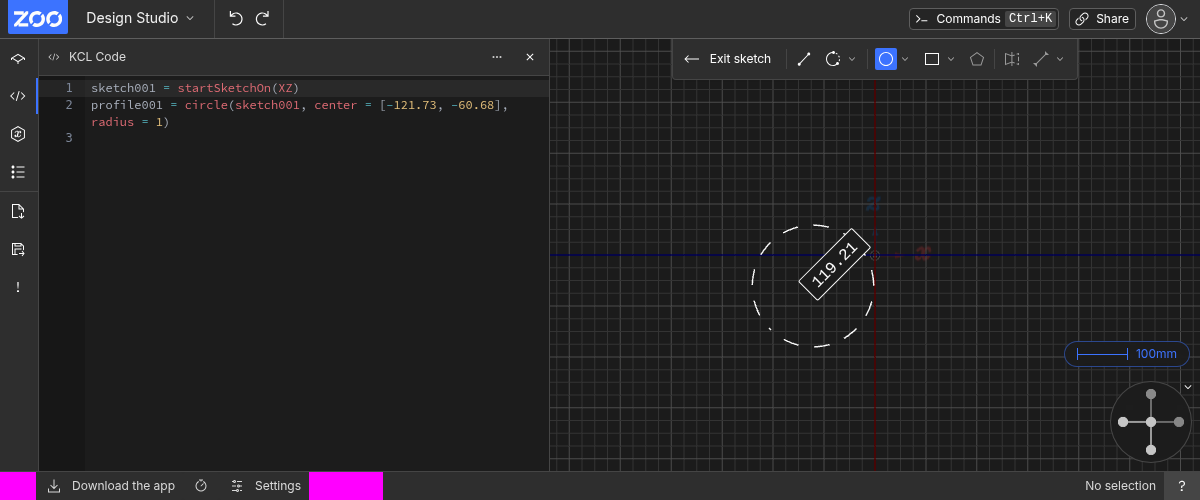 ZOO
Design Studio
Commands Ctrl+K
Share
KCL Code
Exit sketch
1 sketch001 = startSketchOn(XZ)
2 profile001 = circle(sketch001, center = [-121.73, -60.68],
radius = 1)
3
119.21
100mm
Download the app
Settings
No selection
?